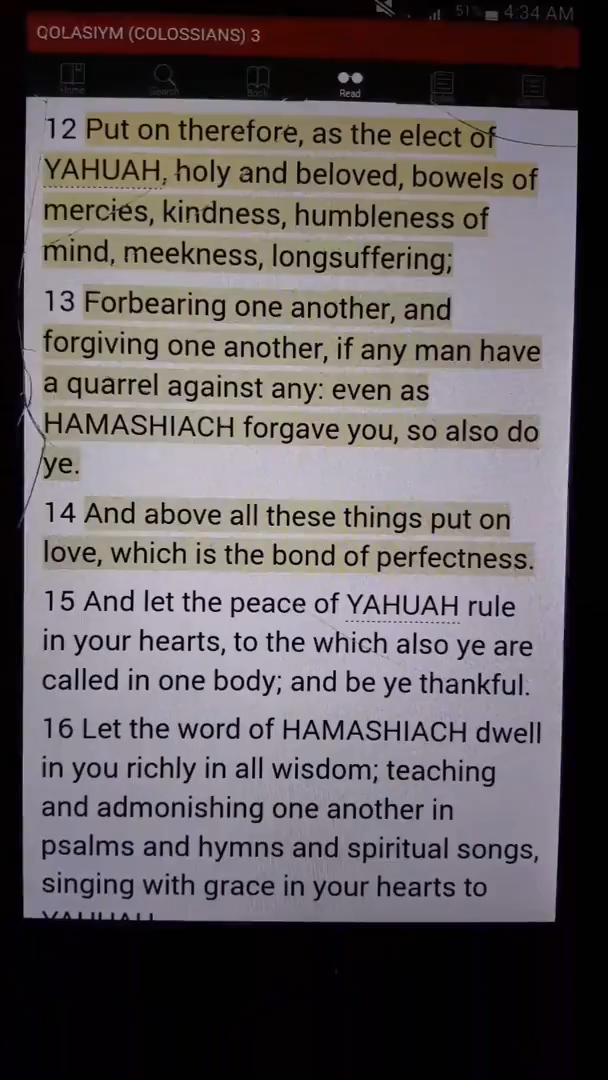 51% 4:34 AM
QOLASIYM (COLOSSIANS) 3
Home Search Book Read
12 Put on therefore, as the elect of
YAHUAH, holy and beloved, bowels of
mercies, kindness, humbleness of
mind, meekness, longsuffering;
13 Forbearing one another, and
forgiving one another, if any man have
a quarrel against any: even as
HAMASHIACH forgave you, so also do
ye.
14 And above all these things put on
love, which is the bond of perfectness.
15 And let the peace of YAHUAH rule
in your hearts, to the which also ye are
called in one body; and be ye thankful.
16 Let the word of HAMASHIACH dwell
in you richly in all wisdom; teaching
and admonishing one another in
psalms and hymns and spiritual songs,
singing with grace in your hearts to
YAHUAH